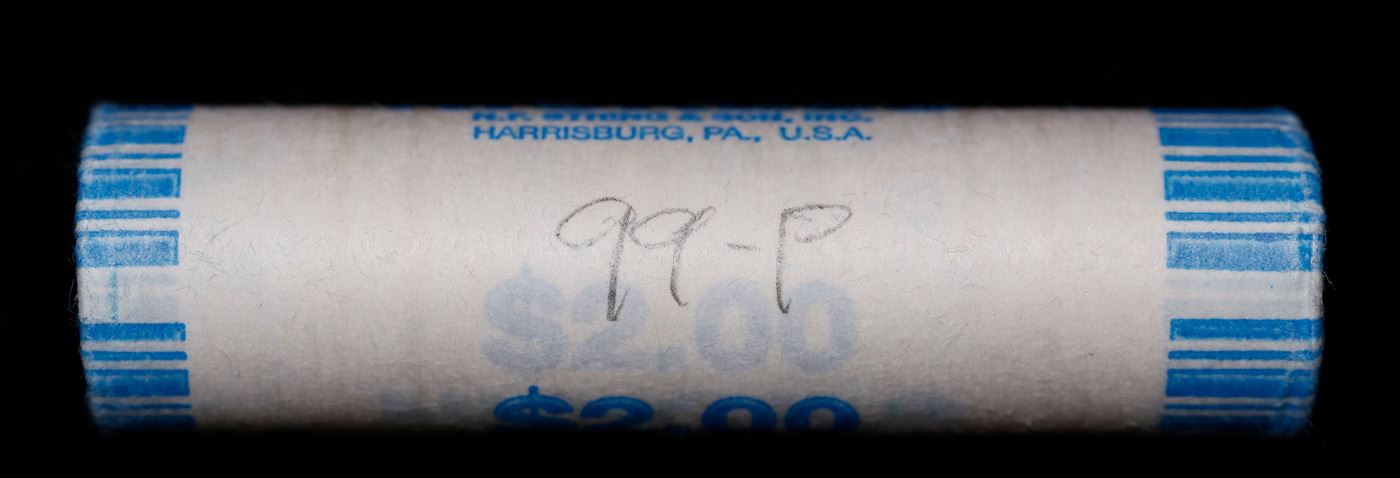 N.F. STRING & SON, INC.
HARRISBURG, PA., U.S.A.
99-P
$2.00
$2.00